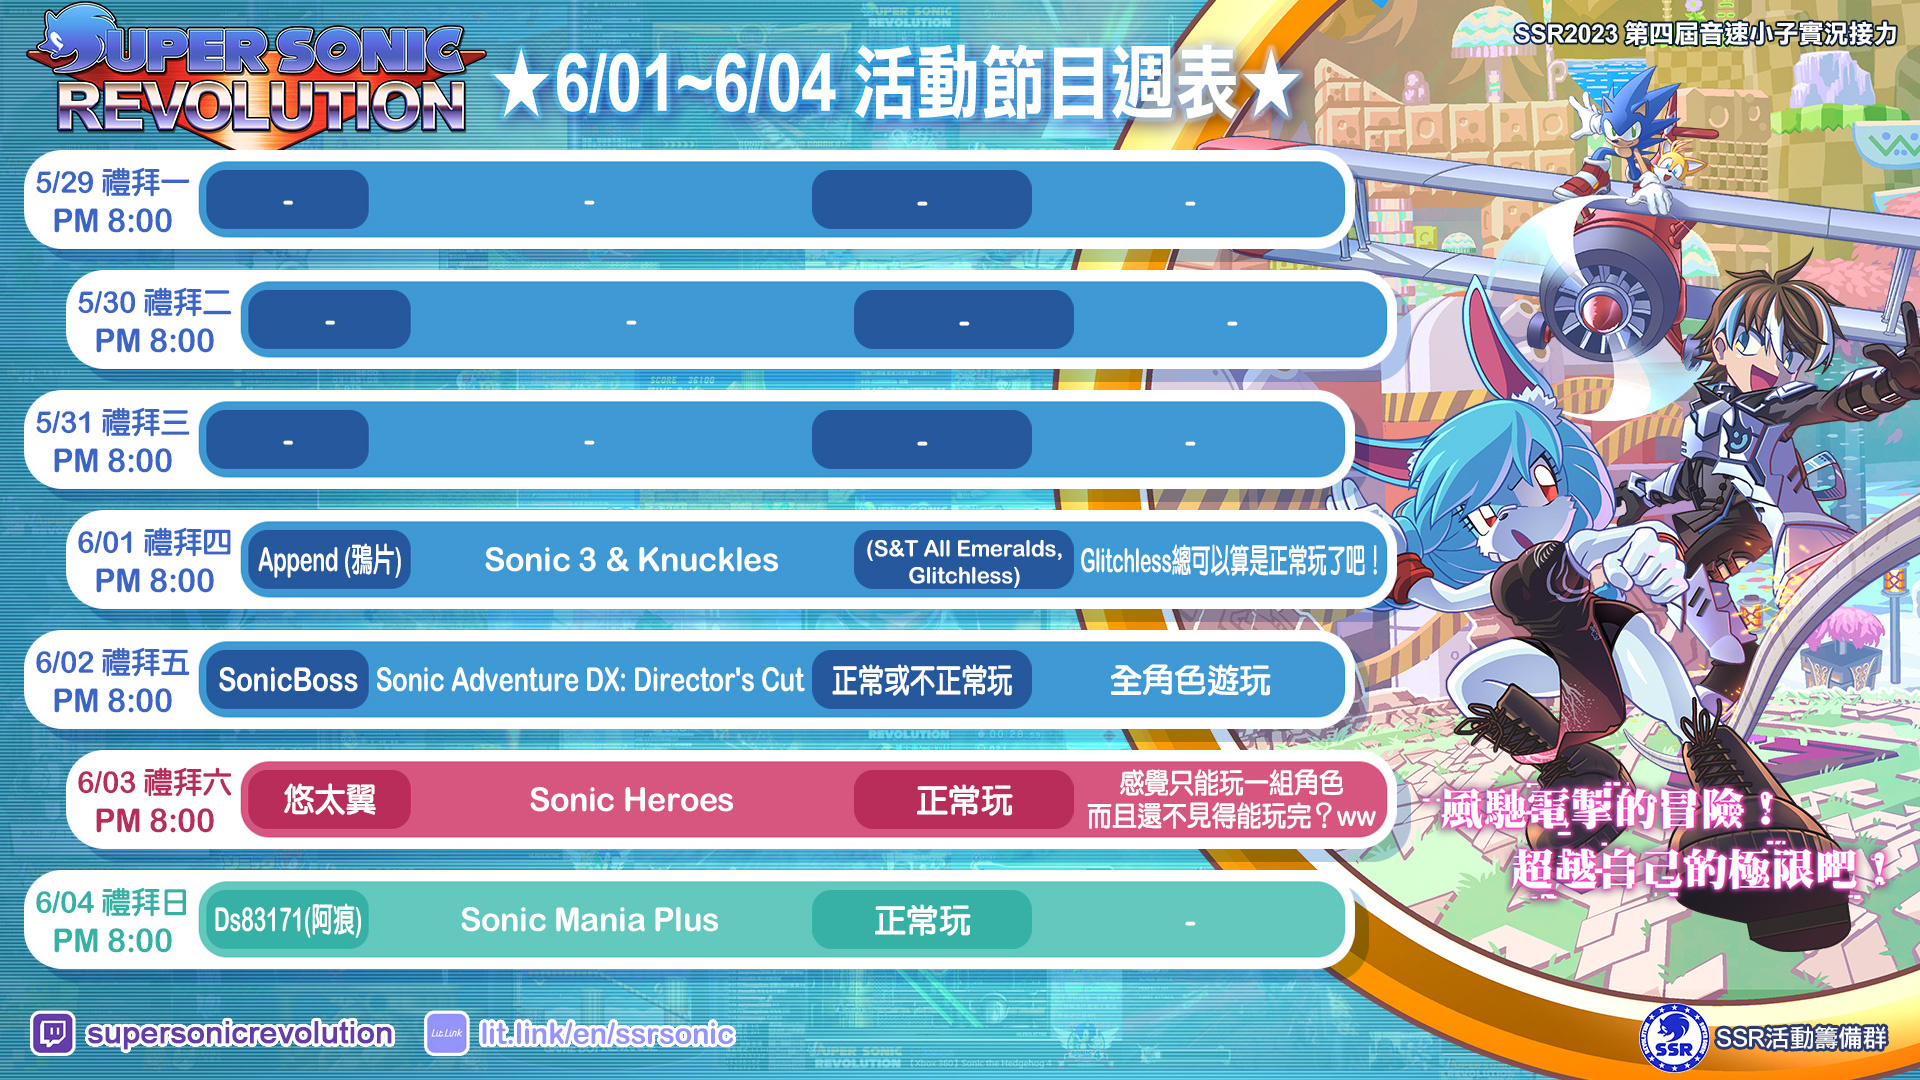 SUPER SONIC
REVOLUTION
★6/01~6/04 活動節目週表★
SSR2023 第四屆音速小子實況接力
5/29 禮拜一
PM 8:00
-
-
-
-
5/30 禮拜二
PM 8:00
-
-
-
-
5/31 禮拜三
PM 8:00
-
-
-
-
6/01 禮拜四
PM 8:00
Append (鴉片)
Sonic 3 & Knuckles
(S&T All Emeralds,
Glitchless)
Glitchless總可以算是正常玩了吧！
6/02 禮拜五
PM 8:00
SonicBoss
Sonic Adventure DX: Director's Cut
正常或不正常玩
全角色遊玩
6/03 禮拜六
PM 8:00
悠太翼
Sonic Heroes
正常玩
感覺只能玩一組角色
而且還不見得能玩完？ww
6/04 禮拜日
PM 8:00
Ds83171(阿痕)
Sonic Mania Plus
正常玩
-
風馳電掣的冒險！
超越自己的極限吧！
supersonicrevolution
Lit.Link
lit.link/en/ssrsonic
SSR
SSR活動籌備群